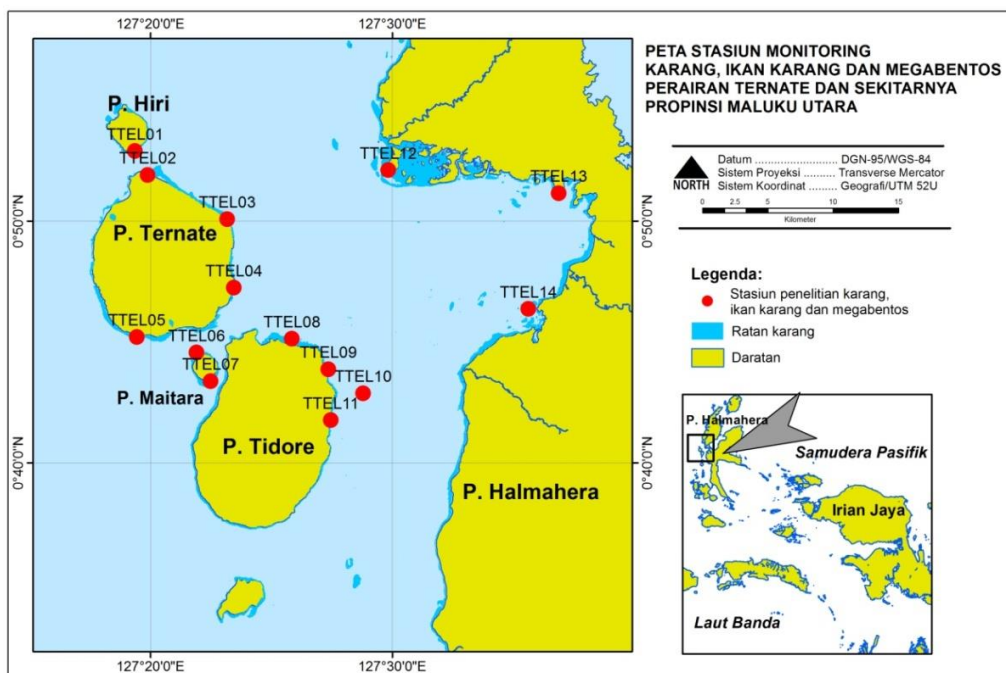 127°20'0"E
127°30'0"E
P. Hiri
TTEL01
TTEL02
TTEL03
P. Ternate
TTEL04
TTEL05
TTEL06
TTEL07
P. Maitara
TTEL08
TTEL09
TTEL10
TTEL11
P. Tidore
TTEL12
TTEL13
TTEL14
P. Halmahera
0°50'0"N
0°40'0"N
0°50'0"N
0°40'0"N
127°20'0"E
127°30'0"E
PETA STASIUN MONITORING
KARANG, IKAN KARANG DAN MEGABENTOS
PERAIRAN TERNATE DAN SEKITARNYA
PROPINSI MALUKU UTARA
NORTH
Datum ........................ DGN-95/WGS-84
Sistem Proyeksi ......... Transverse Mercator
Sistem Koordinat ......... Geografi/UTM 52U
0 2.5 5 10 15
Kilometer
Legenda:
Stasiun penelitian karang,
ikan karang dan megabentos
Ratan karang
Daratan
P. Halmahera
Samudera Pasifik
Irian Jaya
Laut Banda